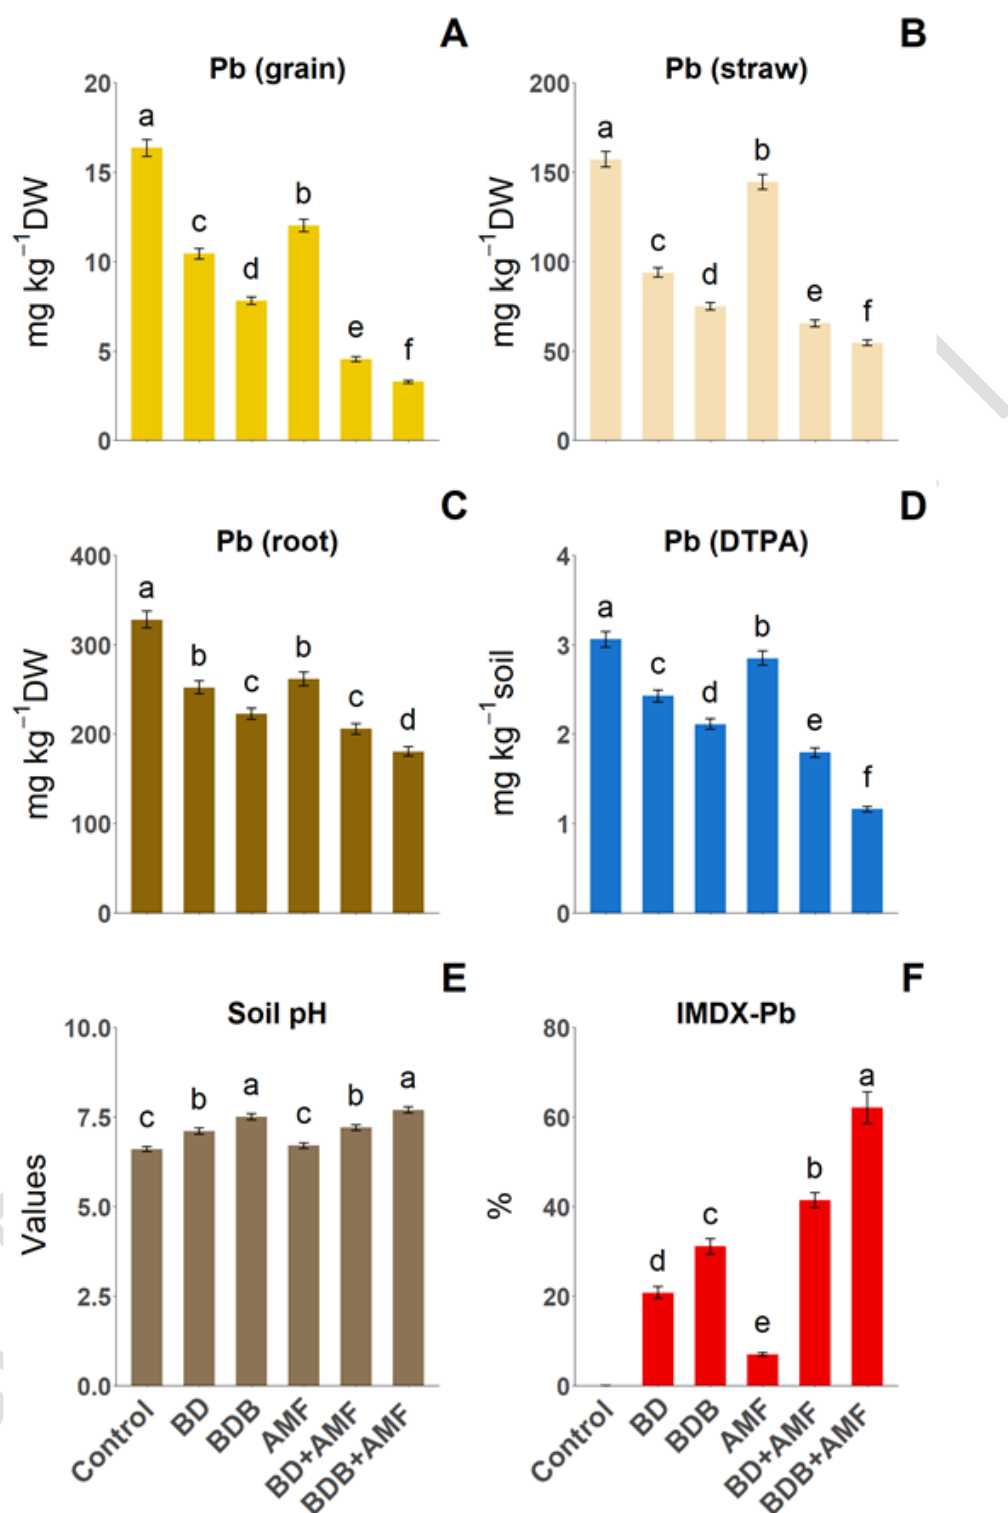 A
Pb (grain)
20
15
10
5
0
mg kg⁻¹DW
a
c
d
b
e
f
B
Pb (straw)
200
150
100
50
0
mg kg⁻¹DW
a
c
d
b
e
f
C
Pb (root)
400
300
200
100
0
mg kg⁻¹DW
a
b
c
b
c
d
D
Pb (DTPA)
4
3
2
1
0
mg kg⁻¹soil
a
c
d
b
e
f
E
Soil pH
10.0
7.5
5.0
2.5
0.0
Values
c
b
a
c
b
a
Control
BD
BDB
AMF
BD+AMF
BDB+AMF
F
IMDX-Pb
80
60
40
20
0
%
d
c
e
b
a
Control
BD
BDB
AMF
BD+AMF
BDB+AMF